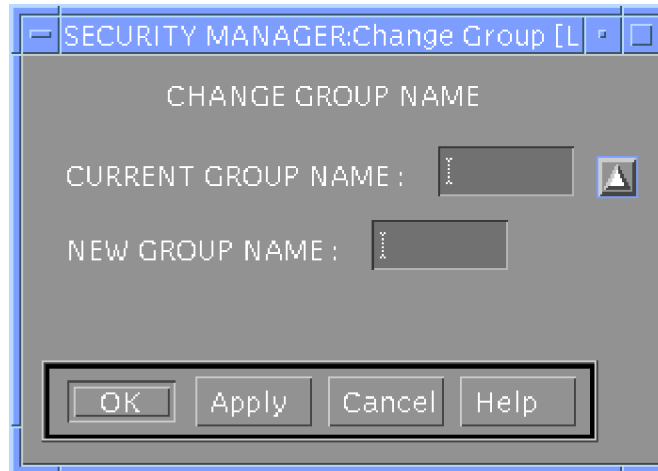 SECURITY MANAGER:Change Group [L
CHANGE GROUP NAME
CURRENT GROUP NAME :
NEW GROUP NAME :
OK Apply Cancel Help